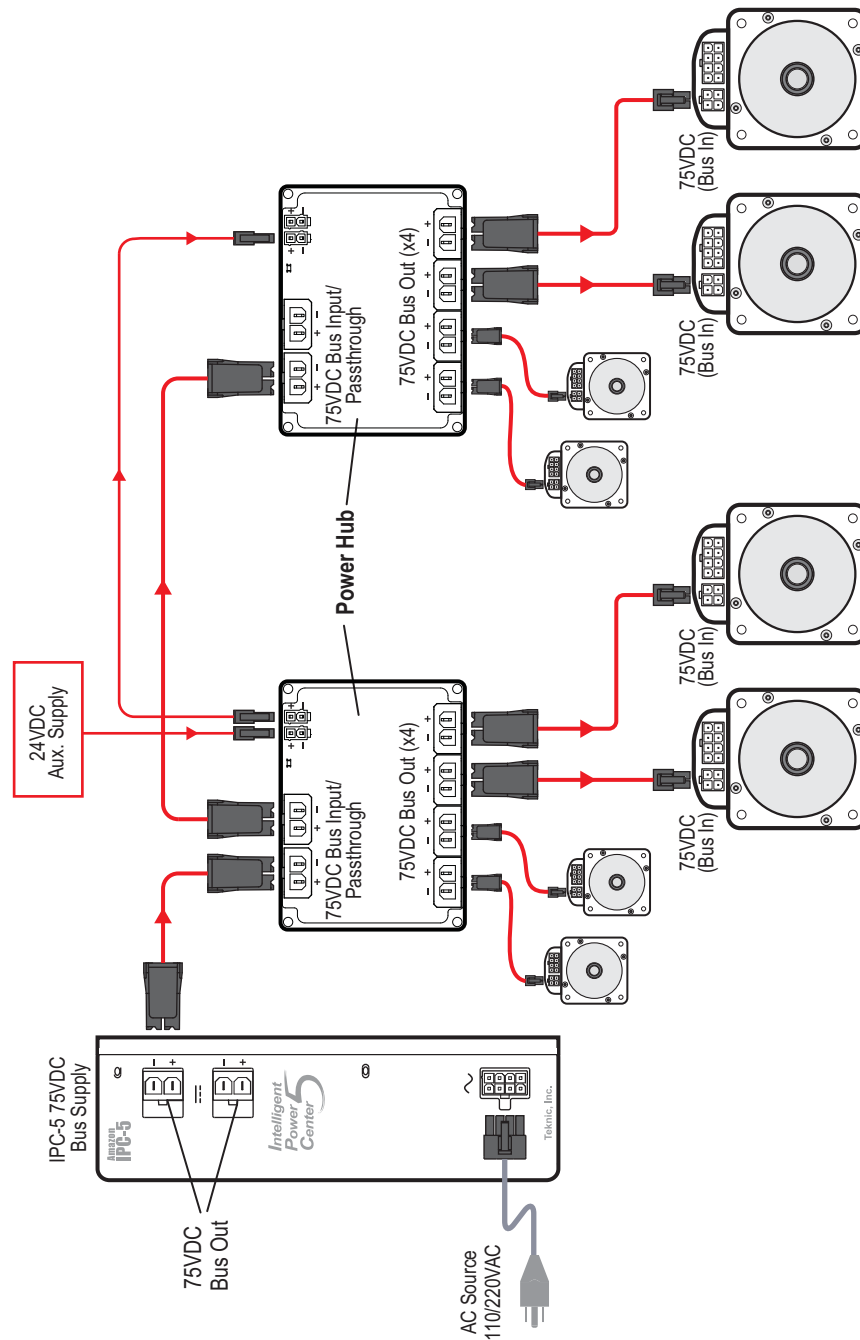 24VDC
Aux. Supply
IPC-5 75VDC
Bus Supply
Amazon
IPC-5
- +
- +
75VDC
Bus Out
Intelligent
Power
Center
5
Teknic, Inc.
AC Source
110/220VAC
Power Hub
75VDC Bus Input/
Passthrough
+ -
+ -
+ -
+ -
75VDC Bus Out (x4)
- +
- +
- +
- +
75VDC Bus Input/
Passthrough
+ -
+ -
+ -
+ -
75VDC Bus Out (x4)
- +
- +
- +
- +
75VDC
(Bus In)
75VDC
(Bus In)
75VDC
(Bus In)
75VDC
(Bus In)